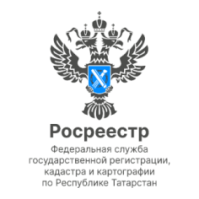 Росреестр
Федеральная служба
государственной регистрации,
кадастра и картографии
по Республике Татарстан